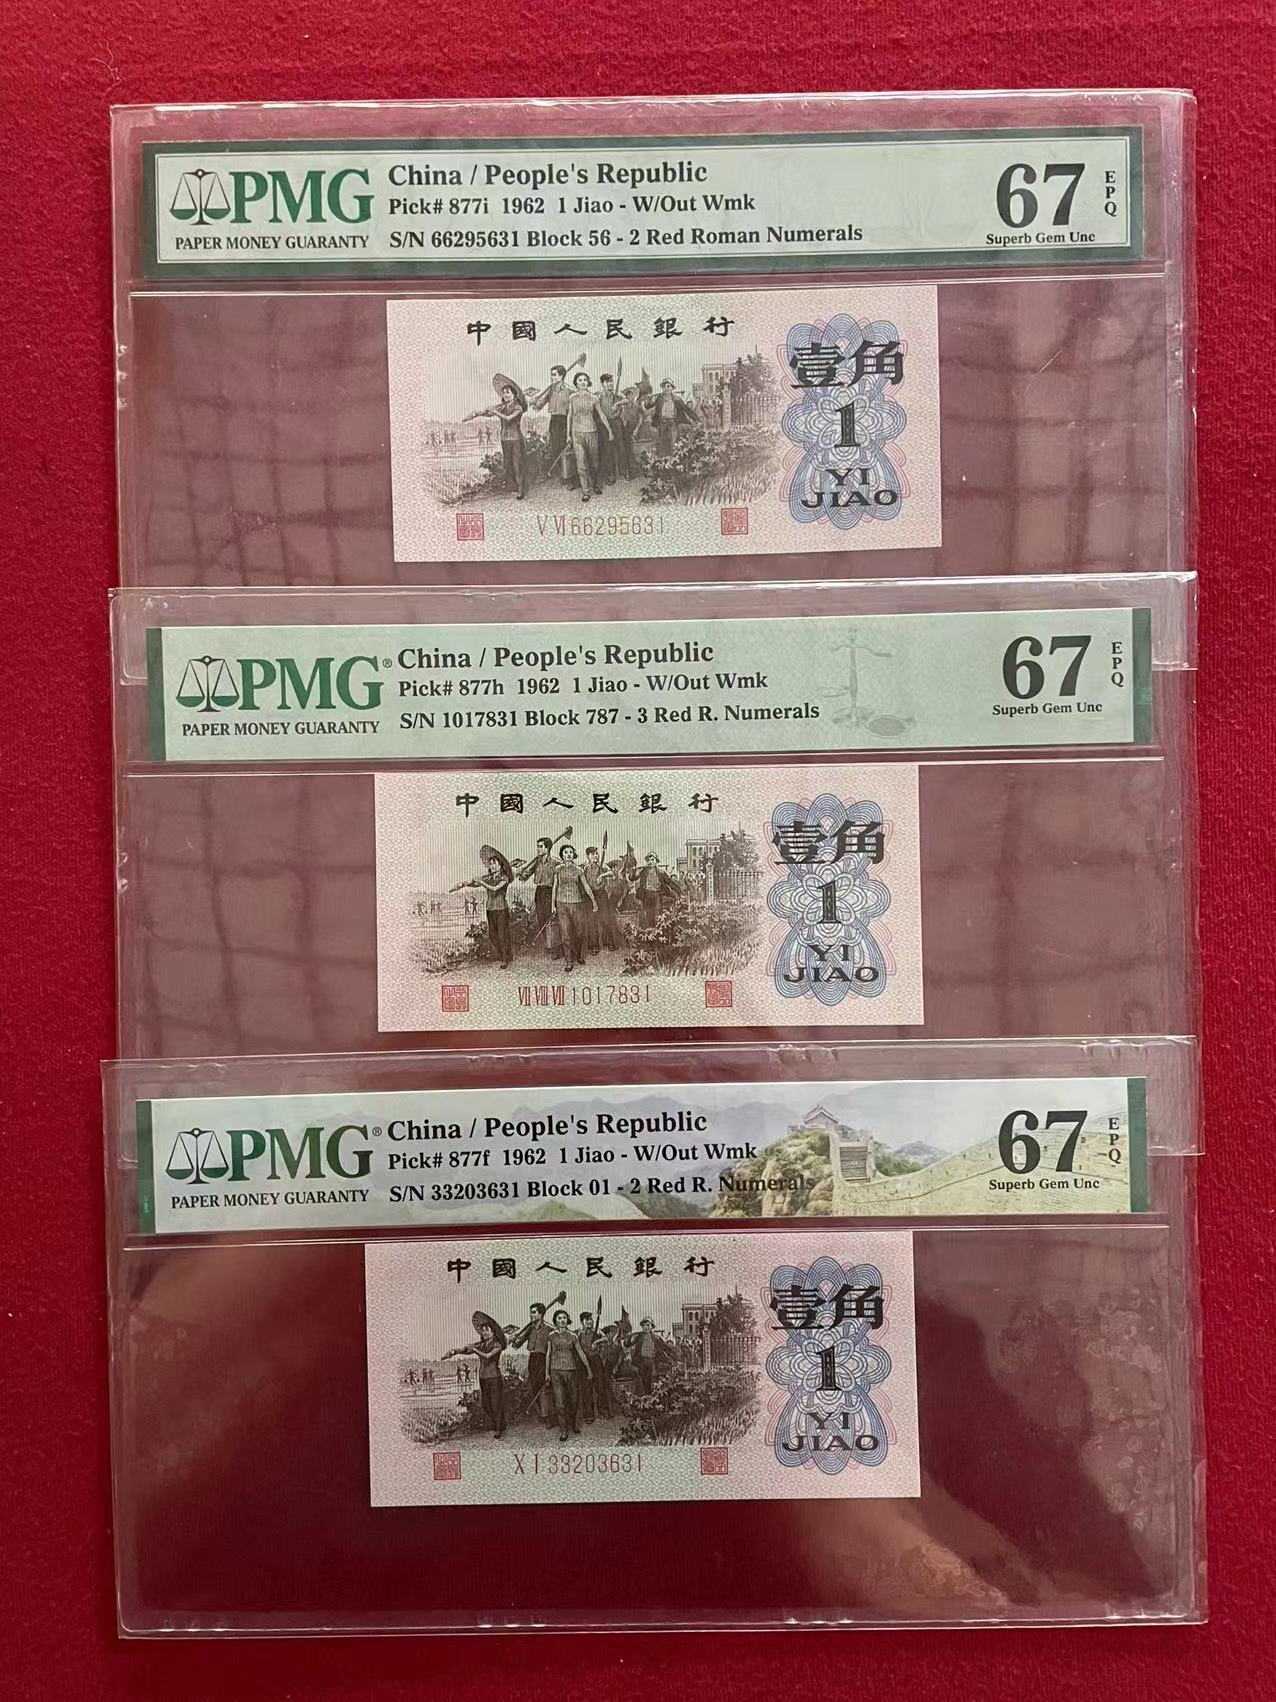 PMG
PAPER MONEY GUARANTY
China / People's Republic
Pick# 877i 1962 1 Jiao - W/Out Wmk
S/N 66295631 Block 56 - 2 Red Roman Numerals
67
EPQ
Superb Gem Unc
中國人民銀行
壹角
1
YI
JIAO
V VI 66295631
PMG®
PAPER MONEY GUARANTY
China / People's Republic
Pick# 877h 1962 1 Jiao - W/Out Wmk
S/N 1017831 Block 787 - 3 Red R. Numerals
67
EPQ
Superb Gem Unc
中國人民銀行
壹角
1
YI
JIAO
VII VIII VII 1017831
PMG®
PAPER MONEY GUARANTY
China / People's Republic
Pick# 877f 1962 1 Jiao - W/Out Wmk
S/N 33203631 Block 01 - 2 Red R. Numerals
67
EPQ
Superb Gem Unc
中國人民銀行
壹角
1
YI
JIAO
X I 33203631